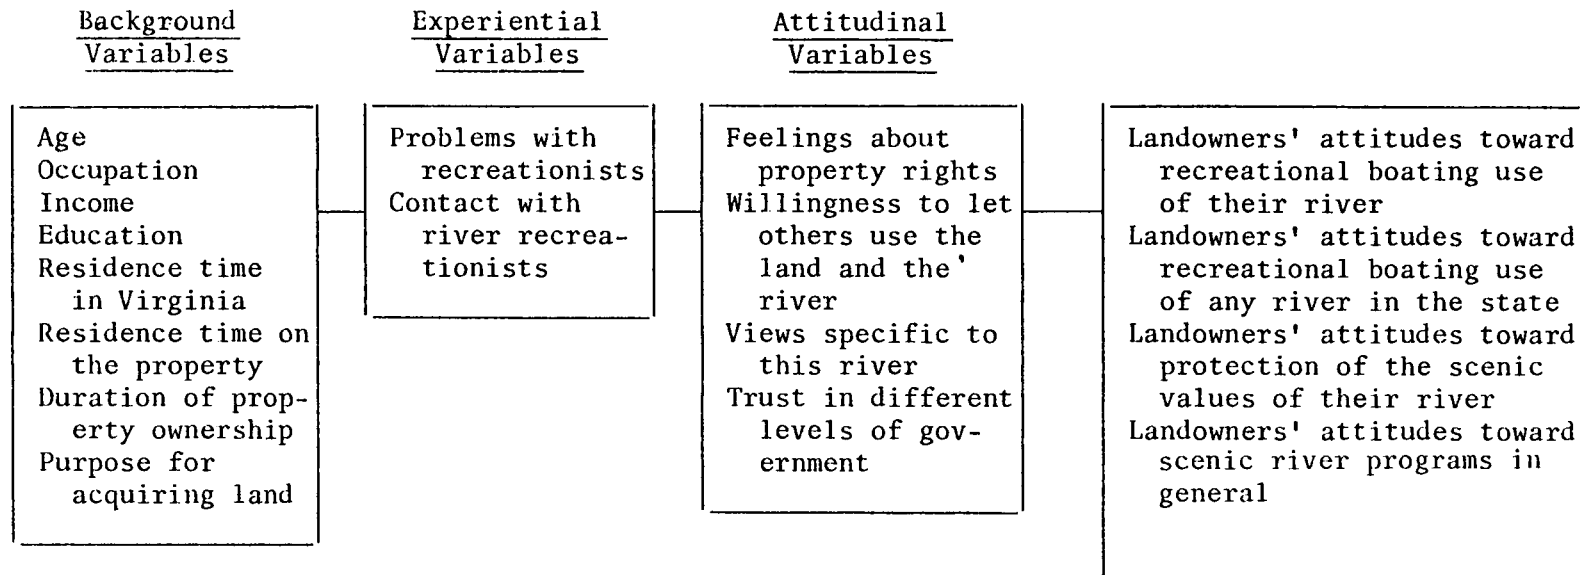 Background
Variables
Experiential
Variables
Attitudinal
Variables
Age
Occupation
Income
Education
Residence time
in Virginia
Residence time on
the property
Duration of prop-
erty ownership
Purpose for
acquiring land
Problems with
recreationists
Contact with
river recrea-
tionists
Feelings about
property rights
Willingness to let
others use the
land and the'
river
Views specific to
this river
Trust in different
levels of gov-
ernment
Landowners' attitudes toward
recreational boating use
of their river
Landowners' attitudes toward
recreational boating use
of any river in the state
Landowners' attitudes toward
protection of the scenic
values of their river
Landowners' attitudes toward
scenic river programs in
general